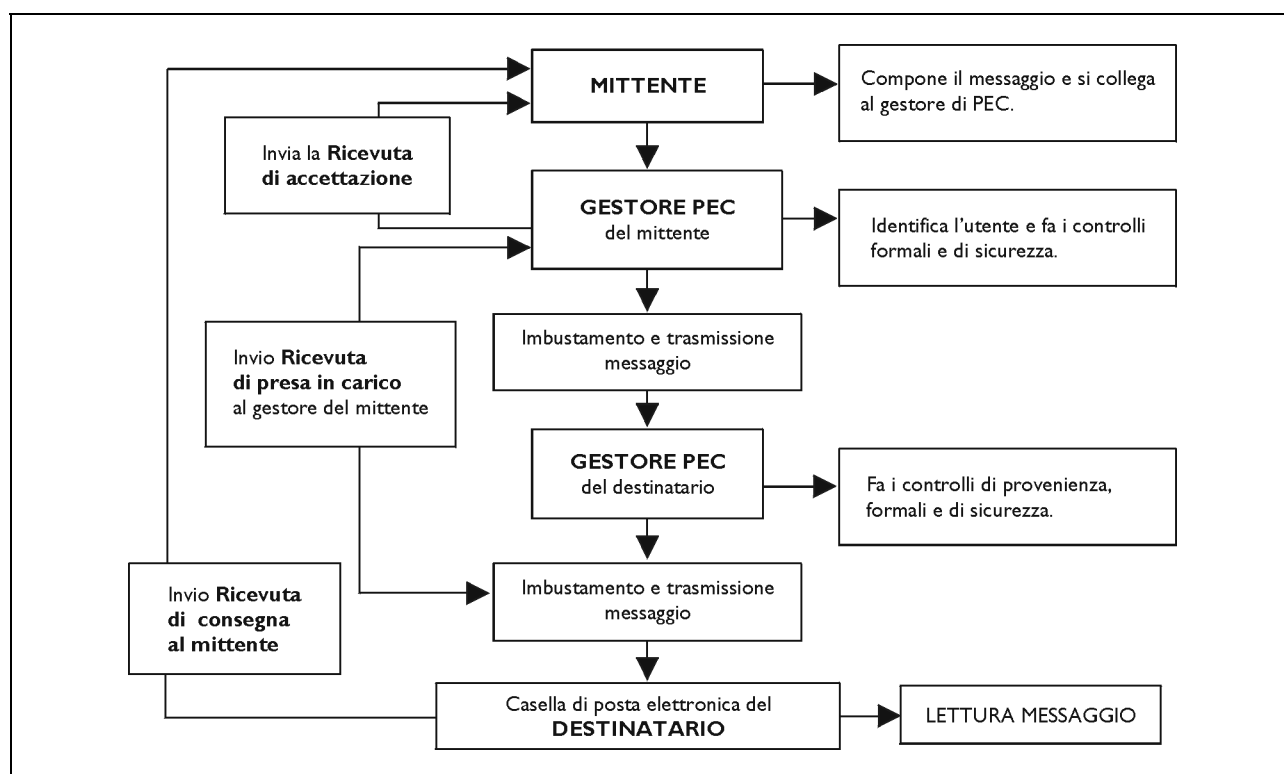 MITTENTE
Compone il messaggio e si collega
al gestore di PEC.
Invia la Ricevuta
di accettazione
GESTORE PEC
del mittente
Identifica l'utente e fa i controlli
formali e di sicurezza.
Imbustamento e trasmissione
messaggio
Invio Ricevuta
di presa in carico
al gestore del mittente
GESTORE PEC
del destinatario
Fa i controlli di provenienza,
formali e di sicurezza.
Imbustamento e trasmissione
messaggio
Invio Ricevuta
di consegna
al mittente
Casella di posta elettronica del
DESTINATARIO
LETTURA MESSAGGIO